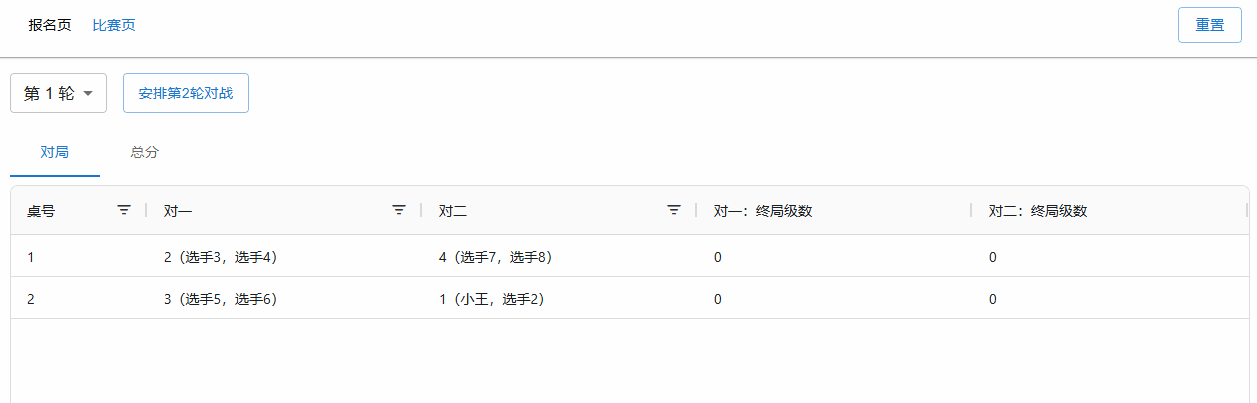 报名页 比赛页 重置
第 1 轮 安排第2轮对战
对局 总分
桌号 对一 对二 对一：终局级数 对二：终局级数
1 2（选手3，选手4） 4（选手7，选手8） 0 0
2 3（选手5，选手6） 1（小王，选手2） 0 0